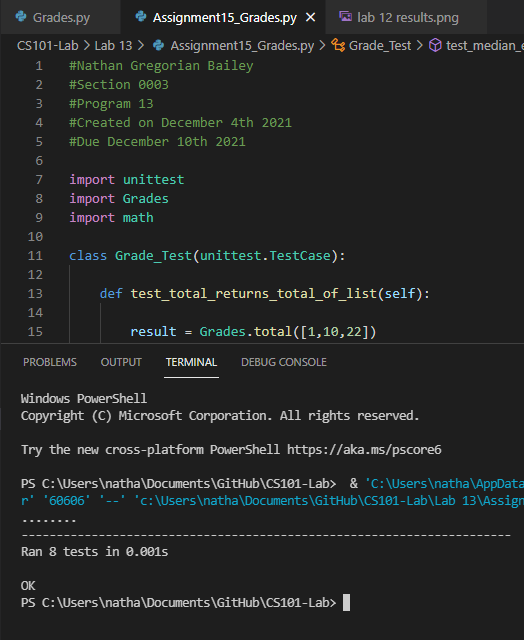 Grades.py Assignment15_Grades.py × lab 12 results.png
CS101-Lab > Lab 13 > Assignment15_Grades.py > Grade_Test > test_median_e
1 #Nathan Gregorian Bailey
2 #Section 0003
3 #Program 13
4 #Created on December 4th 2021
5 #Due December 10th 2021
6
7 import unittest
8 import Grades
9 import math
10
11 class Grade_Test(unittest.TestCase):
12
13 def test_total_returns_total_of_list(self):
14
15 result = Grades.total([1,10,22])
PROBLEMS OUTPUT TERMINAL DEBUG CONSOLE
Windows PowerShell
Copyright (C) Microsoft Corporation. All rights reserved.
Try the new cross-platform PowerShell https://aka.ms/pscore6
PS C:\Users\natha\Documents\GitHub\CS101-Lab> & 'C:\Users\natha\AppData
r' '60606' '--' 'c:\Users\natha\Documents\GitHub\CS101-Lab\Lab 13\Assign
........
----------------------------------------------------------------------
Ran 8 tests in 0.001s
OK
PS C:\Users\natha\Documents\GitHub\CS101-Lab>